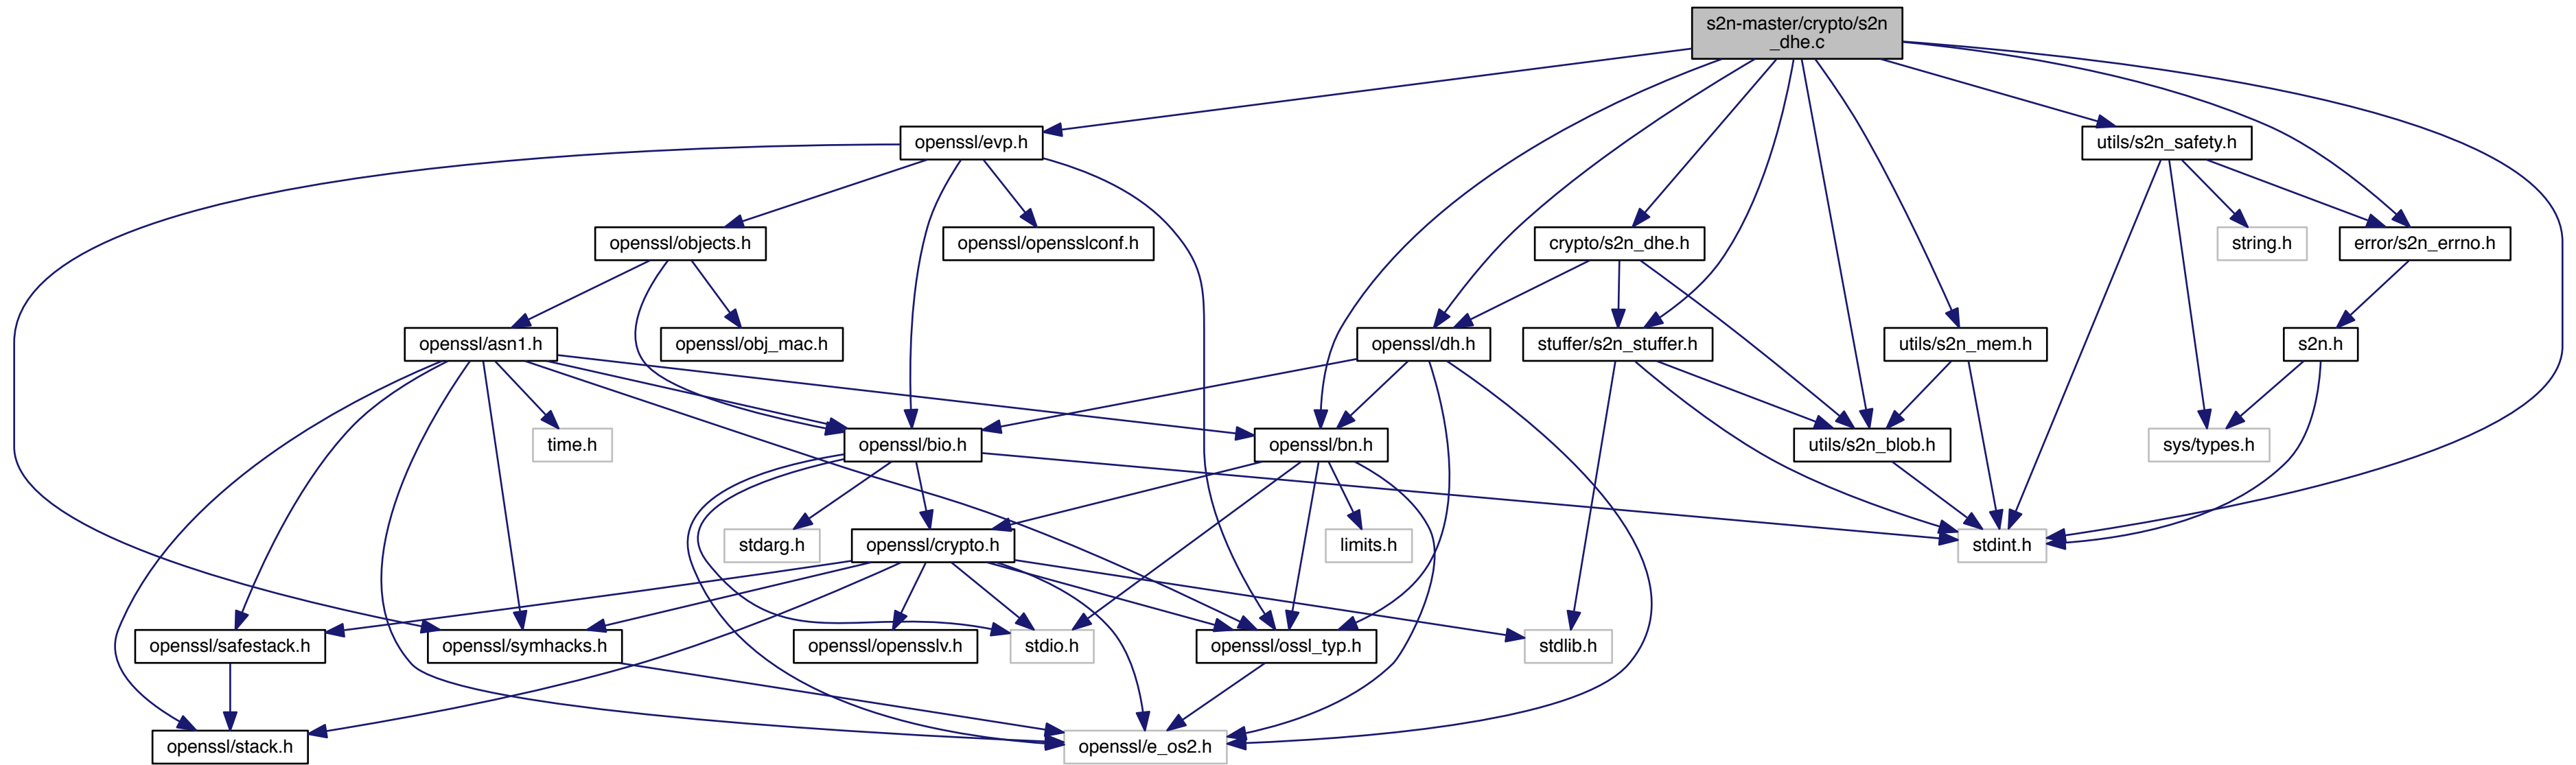 s2n-master/crypto/s2n
_dhe.c
openssl/evp.h
utils/s2n_safety.h
openssl/objects.h
openssl/opensslconf.h
crypto/s2n_dhe.h
string.h
error/s2n_errno.h
openssl/asn1.h
openssl/obj_mac.h
openssl/dh.h
stuffer/s2n_stuffer.h
utils/s2n_mem.h
s2n.h
time.h
openssl/bio.h
openssl/bn.h
utils/s2n_blob.h
sys/types.h
stdarg.h
openssl/crypto.h
limits.h
stdint.h
openssl/safestack.h
openssl/symhacks.h
openssl/opensslv.h
stdio.h
openssl/ossl_typ.h
stdlib.h
openssl/stack.h
openssl/e_os2.h